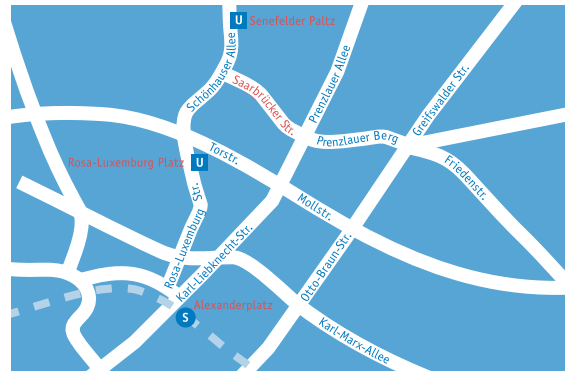 U Senefelder Paltz
Schönhauser Allee
Saarbrücker Str.
Prenzlauer Allee
Greifswalder Str.
Prenzlauer Berg
Friedenstr.
Torstr.
Rosa-Luxemburg Platz U
Mollstr.
Rosa-Luxemburg -Str.
Karl-Liebknecht-Str.
Otto-Braun-Str.
Alexanderplatz
S
Karl-Marx-Allee